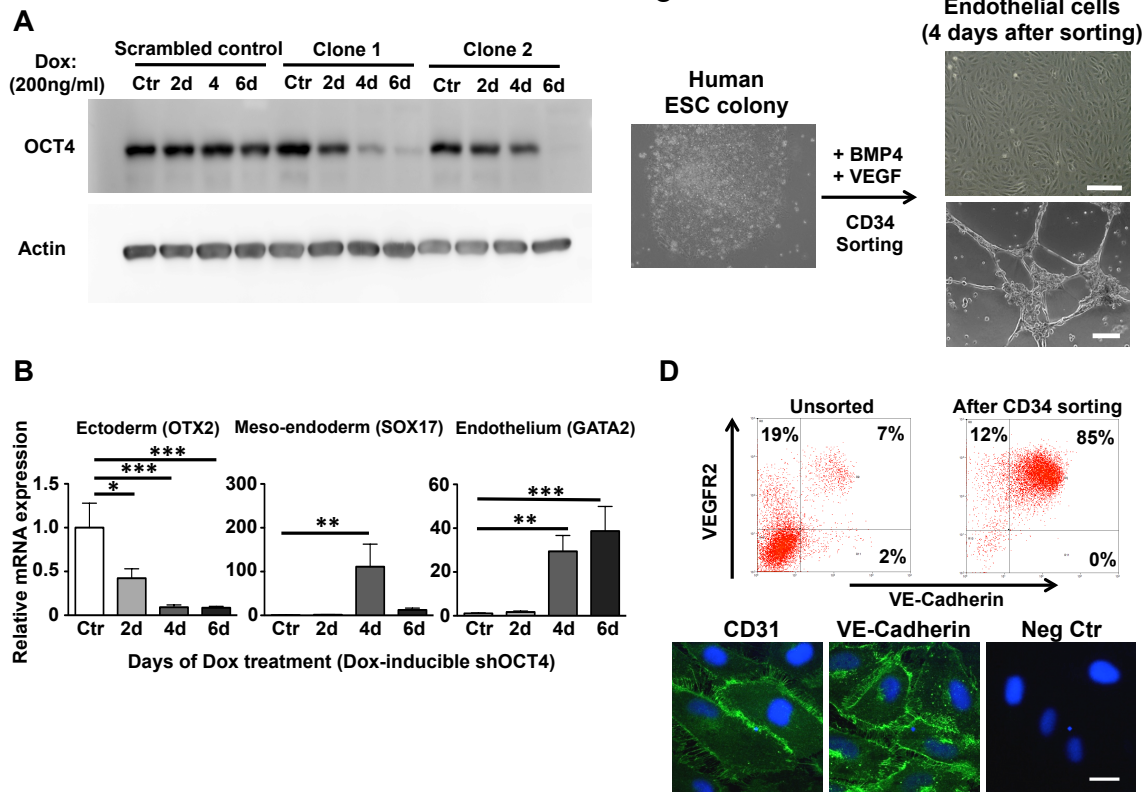 A
Dox:
(200ng/ml)
Scrambled control
Clone 1
Clone 2
Ctr 2d 4 6d Ctr 2d 4d 6d Ctr 2d 4d 6d
OCT4
Actin
Human
ESC colony
+ BMP4
+ VEGF
CD34
Sorting
Endothelial cells
(4 days after sorting)
B
Relative mRNA expression
Ectoderm (OTX2)
***
***
*
1.5
1.0
0.5
0
Ctr 2d 4d 6d
Meso-endoderm (SOX17)
**
300
200
100
0
Ctr 2d 4d 6d
Endothelium (GATA2)
***
**
60
40
20
0
Ctr 2d 4d 6d
Days of Dox treatment (Dox-inducible shOCT4)
D
Unsorted
19% 7%
2%
After CD34 sorting
12% 85%
0%
VEGFR2
VE-Cadherin
CD31
VE-Cadherin
Neg Ctr